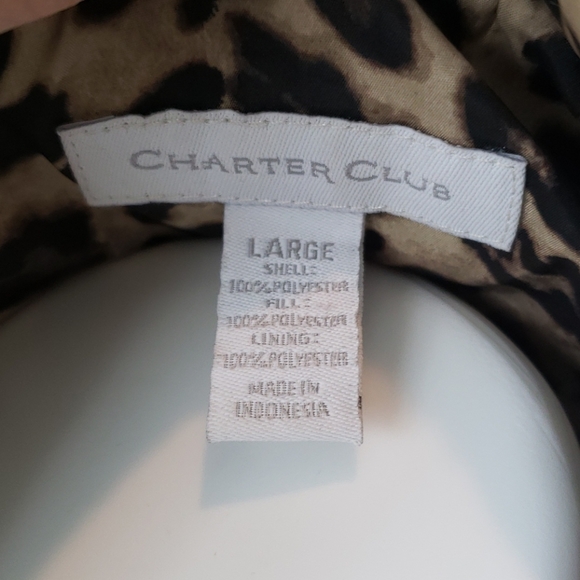 CHARTER CLUB
LARGE
SHELL:
100% POLYESTER
FILL:
100% POLYESTER
LINING:
100% POLYESTER
MADE IN
INDONESIA